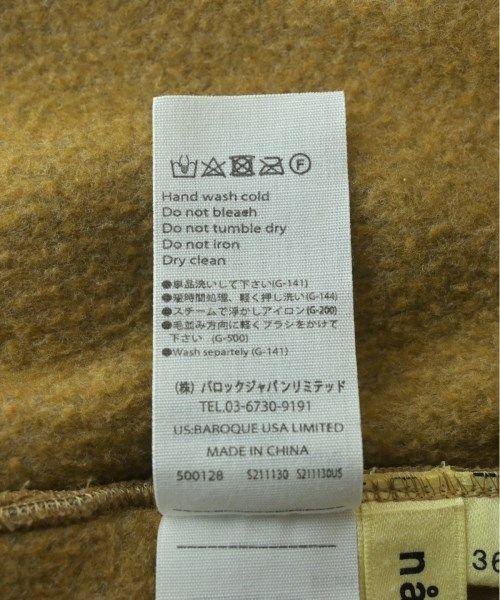 F
Hand wash cold
Do not bleach
Do not tumble dry
Do not iron
Dry clean
●単品洗いして下さい(G-141)
●短時間処理、軽く押し洗い(G-144)
●スチームで浮かしアイロン(G-200)
●毛並み方向に軽くブラシをかけて
下さい (G-500)
●Wash separtely (G-141)
(株) バロックジャパンリミテッド
TEL.03-6730-9191
US:BAROQUE USA LIMITED
MADE IN CHINA
500128 S211130 S211130US
36
nå